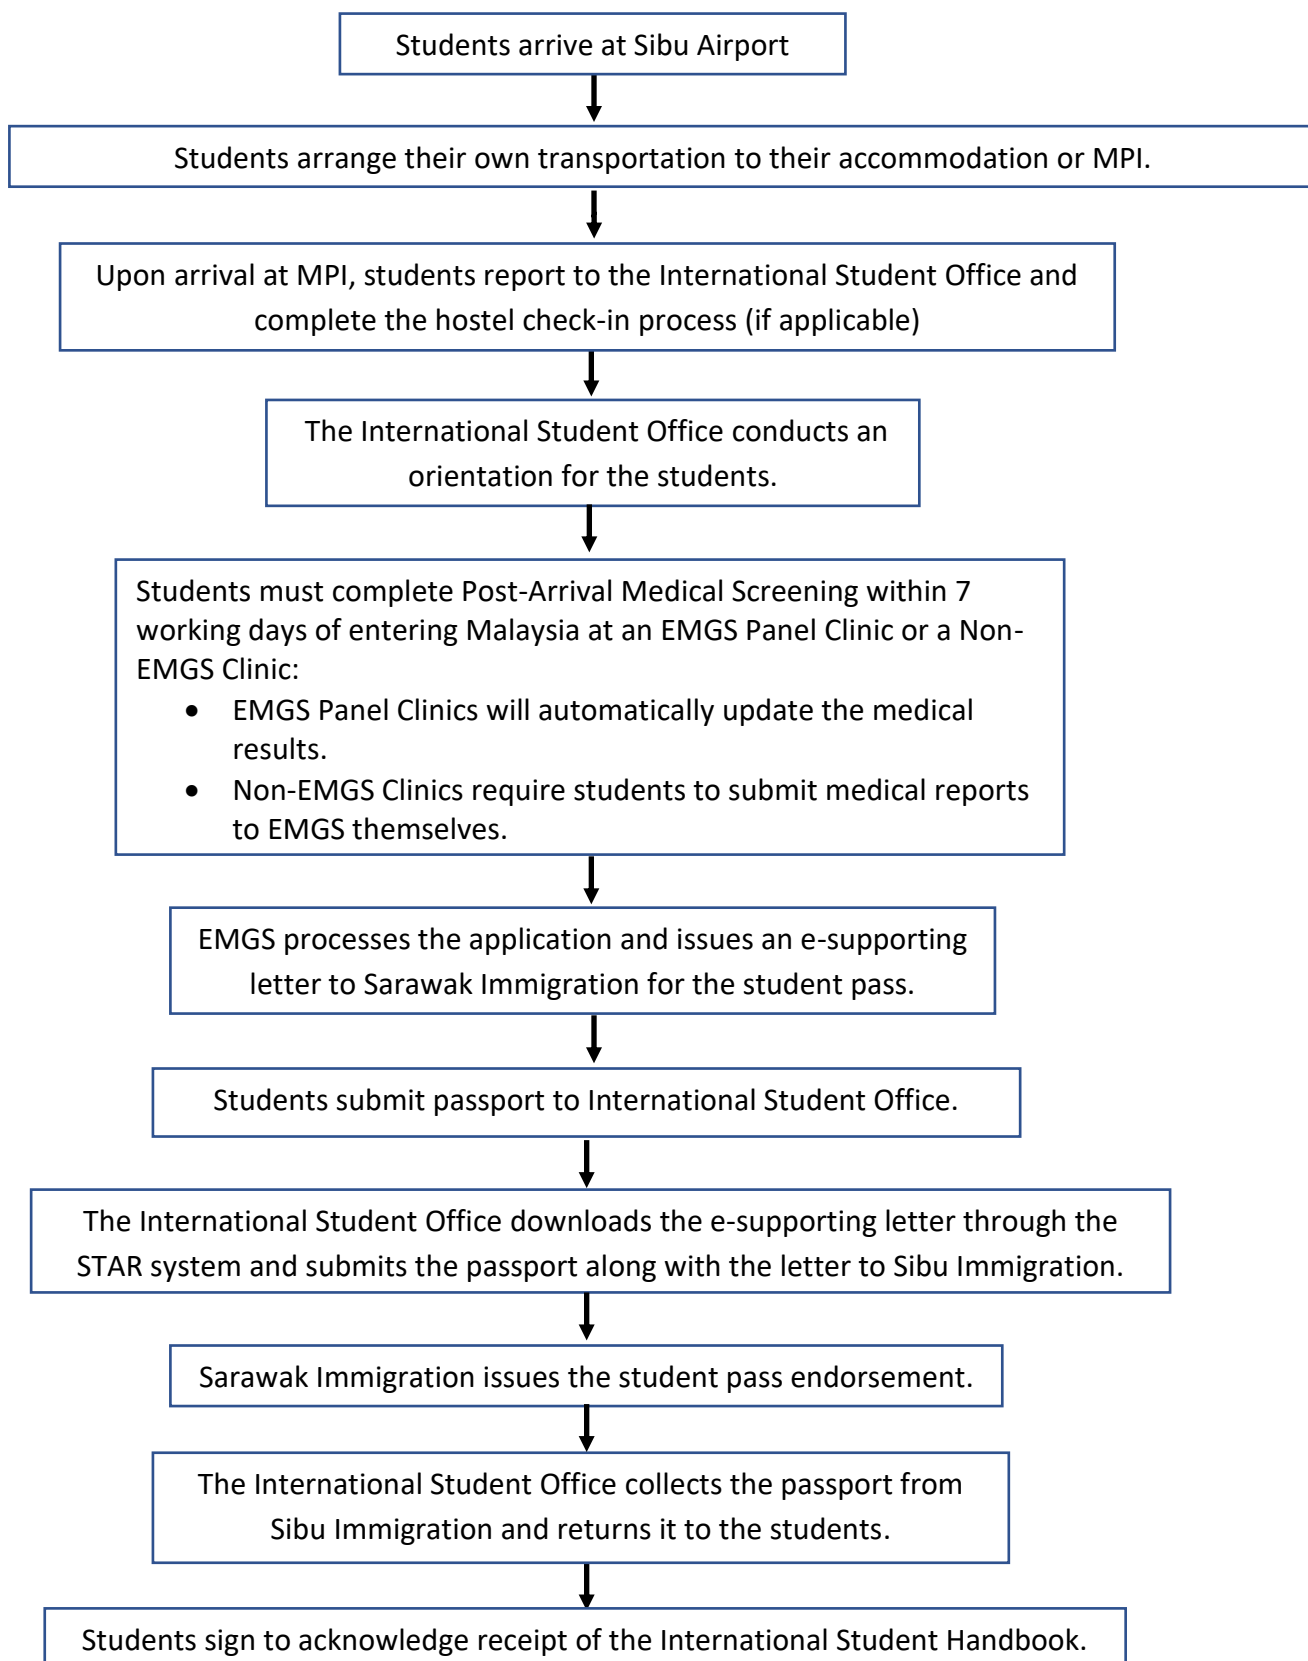 Students arrive at Sibu Airport
Students arrange their own transportation to their accommodation or MPI.
Upon arrival at MPI, students report to the International Student Office and
complete the hostel check-in process (if applicable)
The International Student Office conducts an
orientation for the students.
Students must complete Post-Arrival Medical Screening within 7
working days of entering Malaysia at an EMGS Panel Clinic or a Non-
EMGS Clinic:
• EMGS Panel Clinics will automatically update the medical
results.
• Non-EMGS Clinics require students to submit medical reports
to EMGS themselves.
EMGS processes the application and issues an e-supporting
letter to Sarawak Immigration for the student pass.
Students submit passport to International Student Office.
The International Student Office downloads the e-supporting letter through the
STAR system and submits the passport along with the letter to Sibu Immigration.
Sarawak Immigration issues the student pass endorsement.
The International Student Office collects the passport from
Sibu Immigration and returns it to the students.
Students sign to acknowledge receipt of the International Student Handbook.